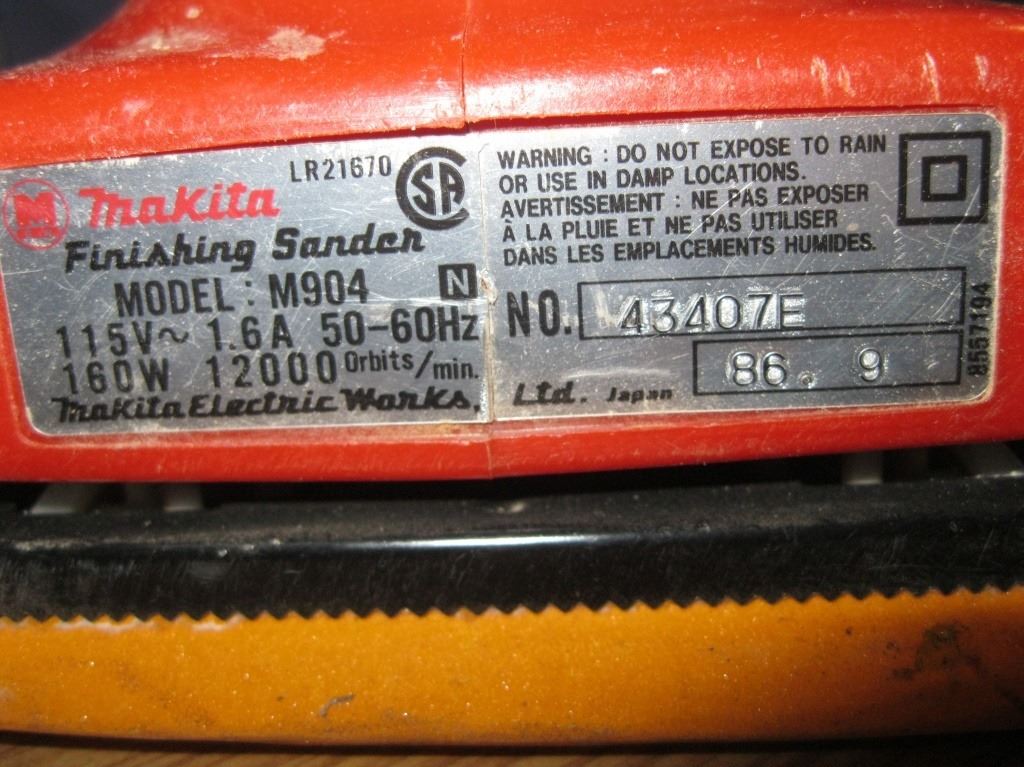 LR21670
Makita
Finishing Sander
MODEL : M904 N
115V~ 1.6A 50-60Hz
160W 12000 Orbits/min.
Makita Electric Works, Ltd. Japan
WARNING : DO NOT EXPOSE TO RAIN
OR USE IN DAMP LOCATIONS.
AVERTISSEMENT : NE PAS EXPOSER
À LA PLUIE ET NE PAS UTILISER
DANS LES EMPLACEMENTS HUMIDES.
NO. 43407E
86. 9
8557194